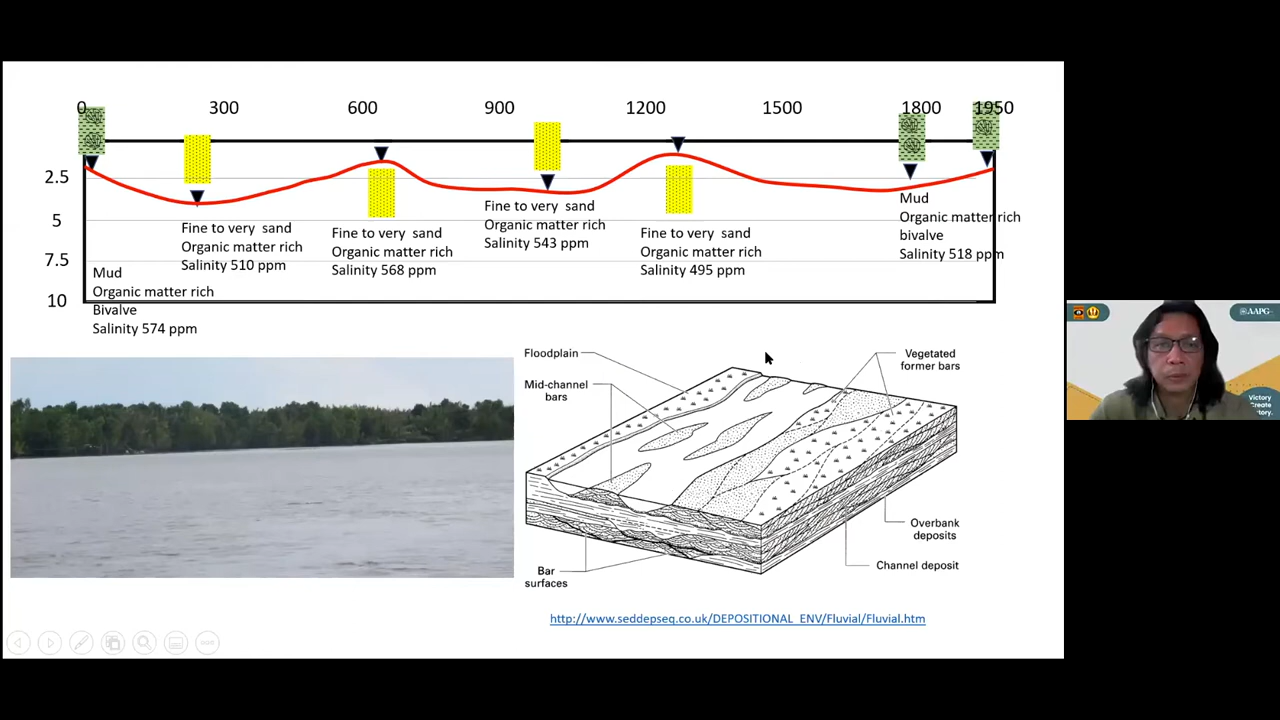 0 300 600 900 1200 1500 1800 1950
2.5
5
7.5
10
Mud
Organic matter rich
Bivalve
Salinity 574 ppm
Fine to very sand
Organic matter rich
Salinity 510 ppm
Fine to very sand
Organic matter rich
Salinity 568 ppm
Fine to very sand
Organic matter rich
Salinity 543 ppm
Fine to very sand
Organic matter rich
Salinity 495 ppm
Mud
Organic matter rich
bivalve
Salinity 518 ppm
Floodplain
Mid-channel
bars
Vegetated
former bars
Overbank
deposits
Channel deposit
Bar
surfaces
http://www.seddepseq.co.uk/DEPOSITIONAL_ENV/Fluvial/Fluvial.htm
AAPG
Victory
Create